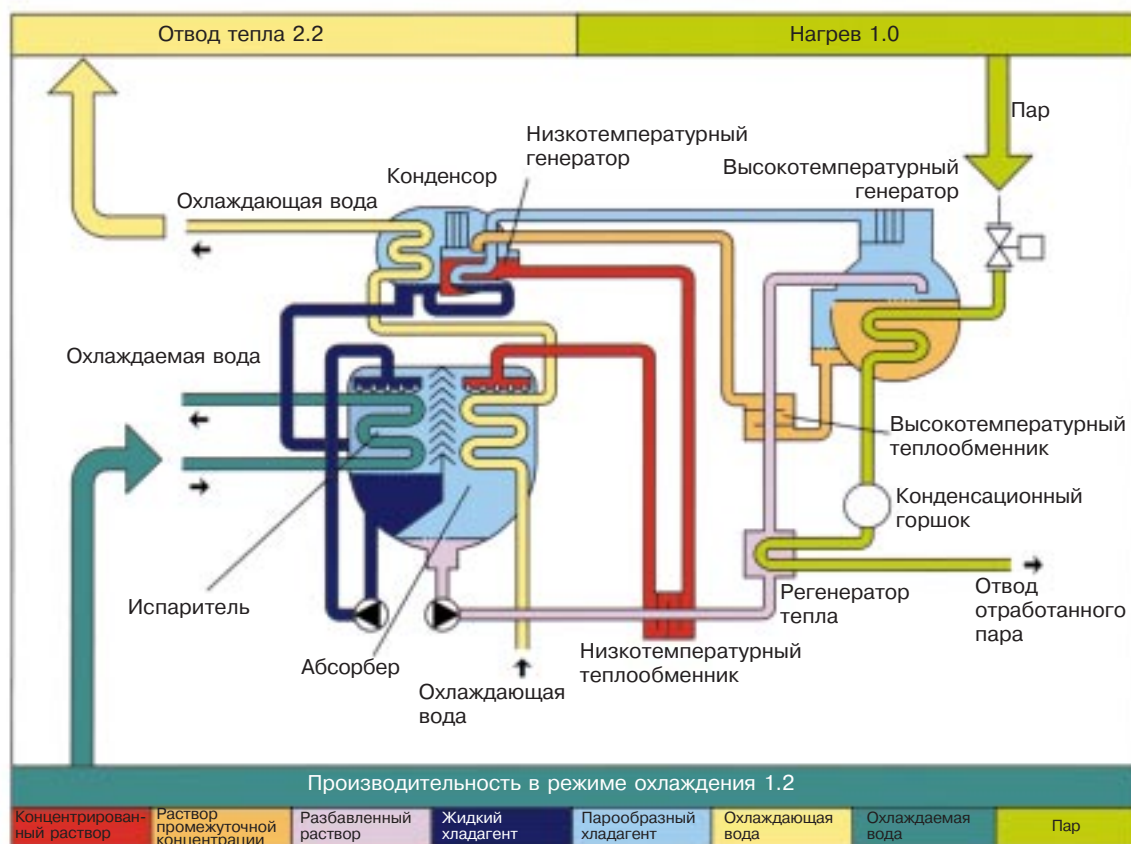 Отвод тепла 2.2
Нагрев 1.0
Пар
Низкотемпературный
генератор
Высокотемпературный
генератор
Конденсор
Охлаждающая вода
Охлаждаемая вода
Высокотемпературный
теплообменник
Конденсационный
горшок
Испаритель
Регенератор
тепла
Отвод
отработанного
пара
Абсорбер
Низкотемпературный
теплообменник
Охлаждающая
вода
Производительность в режиме охлаждения 1.2
Концентрирован-
ный раствор
Раствор
промежуточной
концентрации
Разбавленный
раствор
Жидкий
хладагент
Парообразный
хладагент
Охлаждающая
вода
Охлаждаемая
вода
Пар